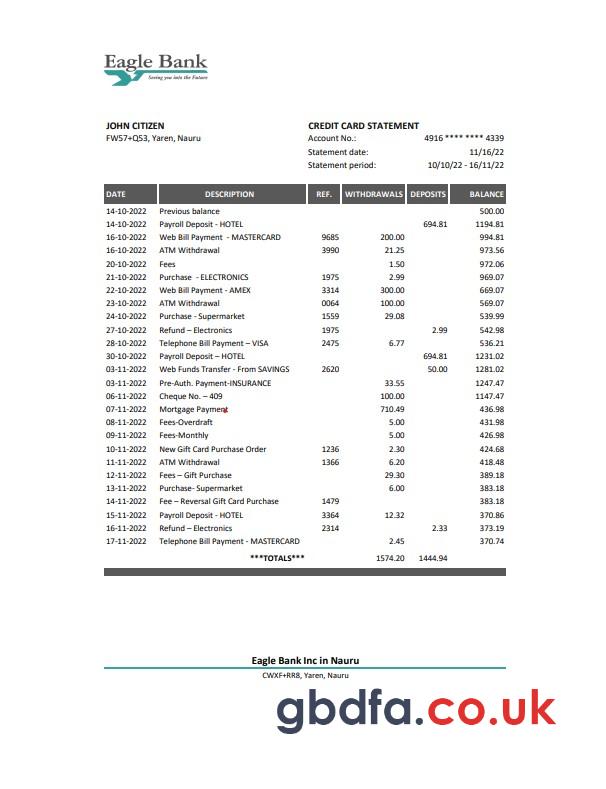 Eagle Bank
Saving you into the Future
JOHN CITIZEN
FW57+Q53, Yaren, Nauru
CREDIT CARD STATEMENT
Account No.: 4916 **** **** 4339
Statement date: 11/16/22
Statement period: 10/10/22 - 16/11/22
DATE DESCRIPTION REF. WITHDRAWALS DEPOSITS BALANCE
14-10-2022 Previous balance 500.00
14-10-2022 Payroll Deposit - HOTEL 694.81 1194.81
16-10-2022 Web Bill Payment - MASTERCARD 9685 200.00 994.81
16-10-2022 ATM Withdrawal 3990 21.25 973.56
20-10-2022 Fees 1.50 972.06
21-10-2022 Purchase - ELECTRONICS 1975 2.99 969.07
22-10-2022 Web Bill Payment - AMEX 3314 300.00 669.07
23-10-2022 ATM Withdrawal 0064 100.00 569.07
24-10-2022 Purchase - Supermarket 1559 29.08 539.99
27-10-2022 Refund – Electronics 1975 2.99 542.98
28-10-2022 Telephone Bill Payment – VISA 2475 6.77 536.21
30-10-2022 Payroll Deposit – HOTEL 694.81 1231.02
03-11-2022 Web Funds Transfer - From SAVINGS 2620 50.00 1281.02
03-11-2022 Pre-Auth. Payment-INSURANCE 33.55 1247.47
06-11-2022 Cheque No. – 409 100.00 1147.47
07-11-2022 Mortgage Payment 710.49 436.98
08-11-2022 Fees-Overdraft 5.00 431.98
09-11-2022 Fees-Monthly 5.00 426.98
10-11-2022 New Gift Card Purchase Order 1236 2.30 424.68
11-11-2022 ATM Withdrawal 1366 6.20 418.48
12-11-2022 Fees – Gift Purchase 29.30 389.18
13-11-2022 Purchase- Supermarket 6.00 383.18
14-11-2022 Fee – Reversal Gift Card Purchase 1479 383.18
15-11-2022 Payroll Deposit - HOTEL 3364 12.32 370.86
16-11-2022 Refund – Electronics 2314 2.33 373.19
17-11-2022 Telephone Bill Payment - MASTERCARD 2.45 370.74
***TOTALS*** 1574.20 1444.94
Eagle Bank Inc in Nauru
CWXF+RR8, Yaren, Nauru
gbdfa.co.uk